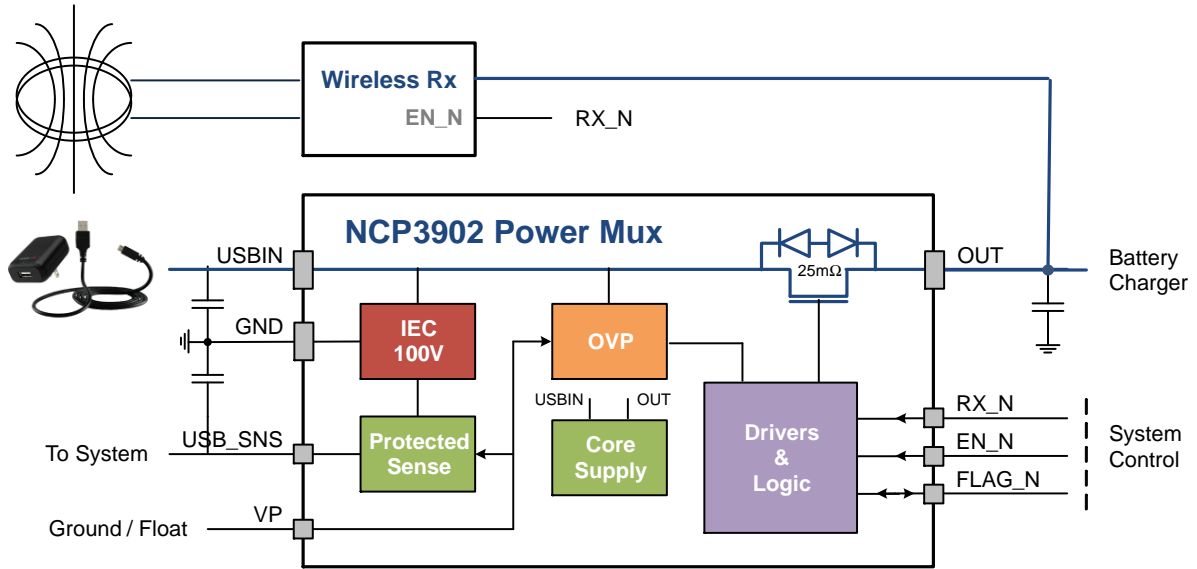 Wireless Rx
EN_N
RX_N
NCP3902 Power Mux
USBIN
OUT
Battery
Charger
25mΩ
GND
IEC
100V
OVP
USBIN
OUT
RX_N
USB_SNS
Protected
Sense
Core
Supply
Drivers
&
Logic
EN_N
System
Control
To System
FLAG_N
VP
Ground / Float